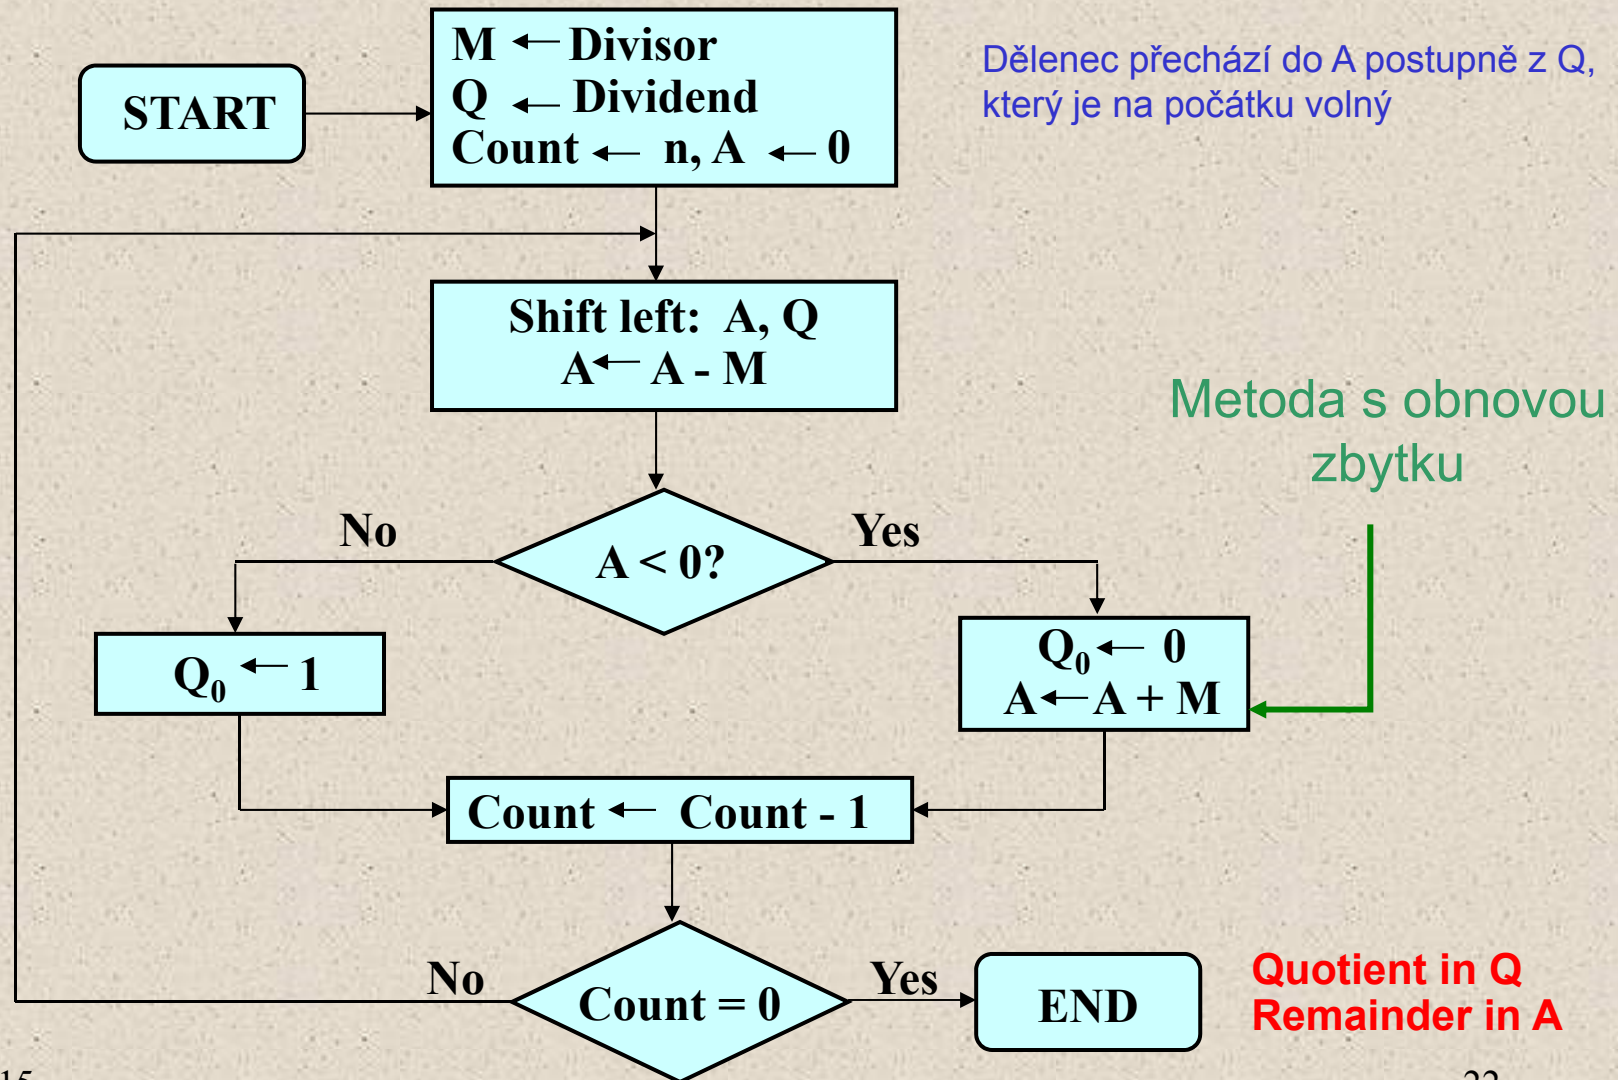 START
M ← Divisor
Q ← Dividend
Count ← n, A ← 0
Dělenec přechází do A postupně z Q,
který je na počátku volný
Shift left: A, Q
A ← A - M
Metoda s obnovou
zbytku
No
A < 0?
Yes
Q₀ ← 1
Q₀ ← 0
A ← A + M
Count ← Count - 1
No
Count = 0
Yes
END
Quotient in Q
Remainder in A